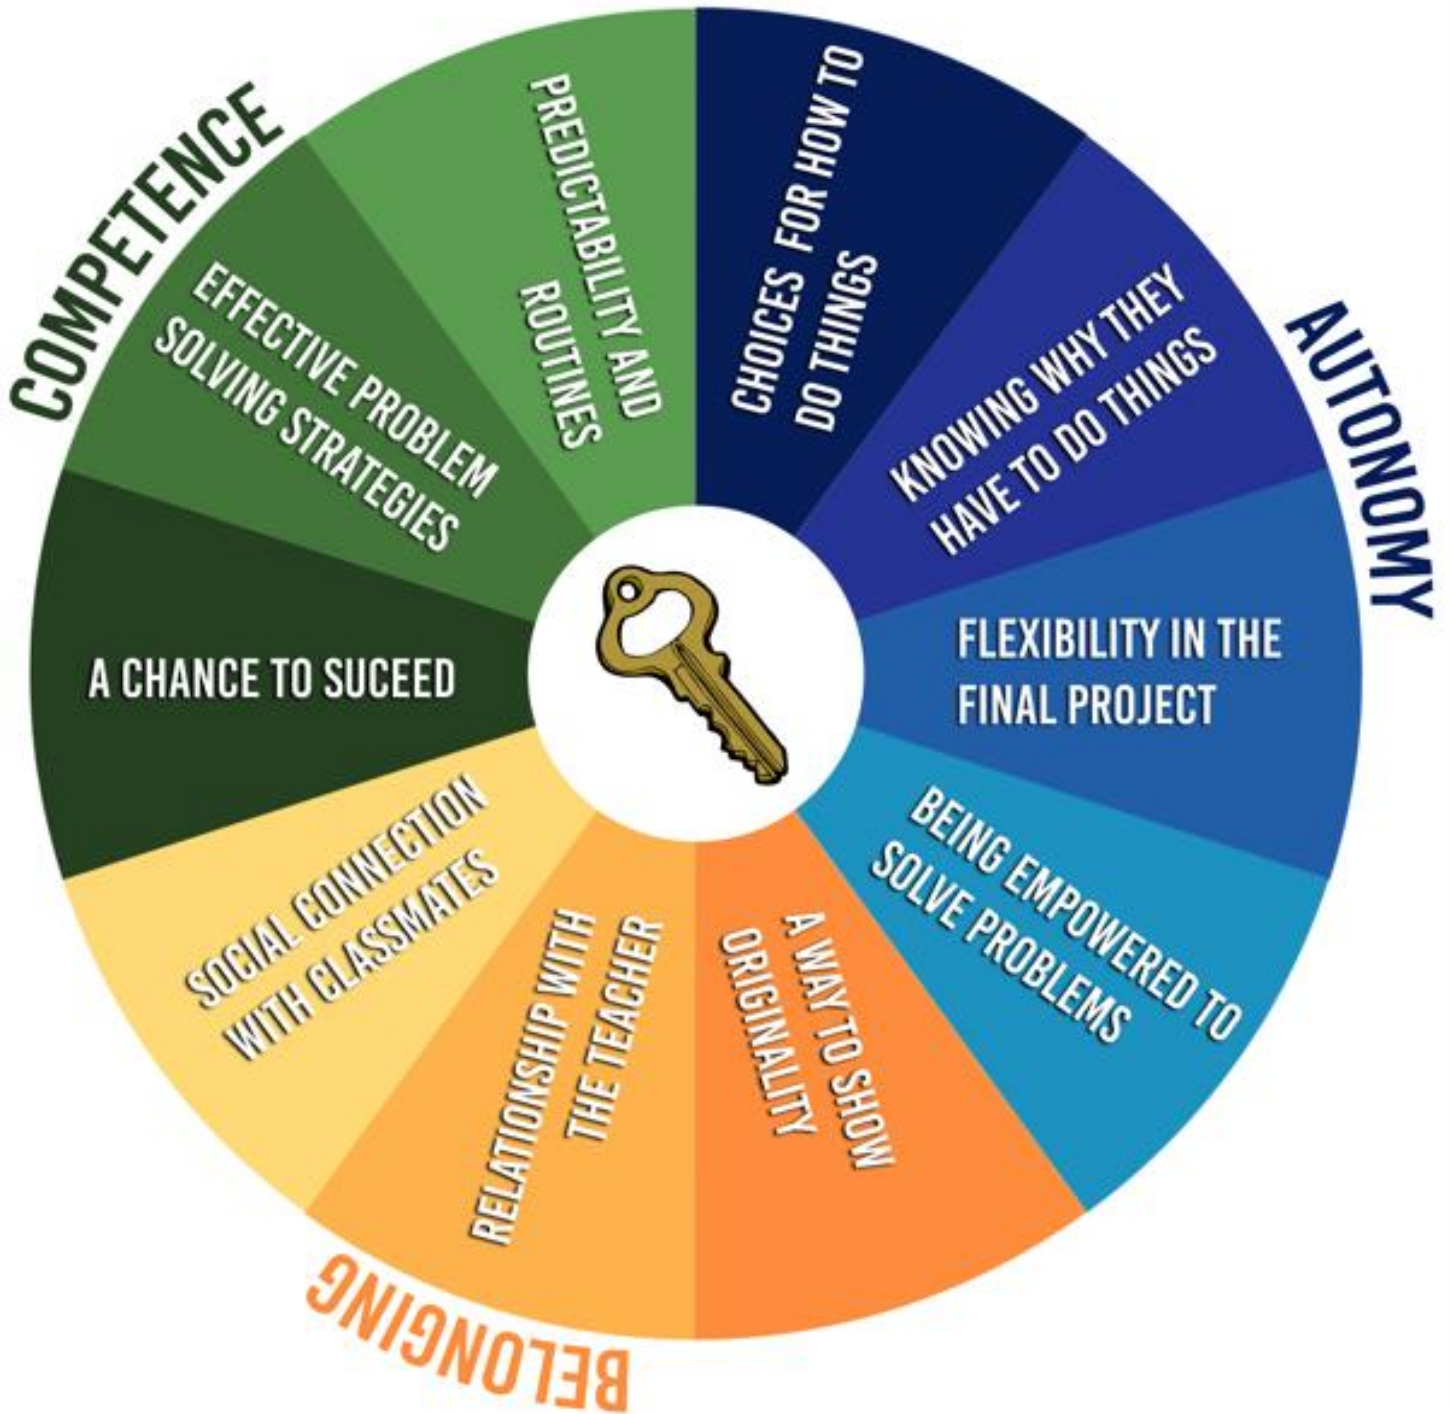 COMPETENCE
PREDICTABILITY AND
ROUTINES
EFFECTIVE PROBLEM
SOLVING STRATEGIES
A CHANCE TO SUCEED
AUTONOMY
CHOICES FOR HOW TO
DO THINGS
KNOWING WHY THEY
HAVE TO DO THINGS
FLEXIBILITY IN THE
FINAL PROJECT
BEING EMPOWERED TO
SOLVE PROBLEMS
BELONGING
A WAY TO SHOW
ORIGINALITY
RELATIONSHIP WITH
THE TEACHER
SOCIAL CONNECTION
WITH CLASSMATES